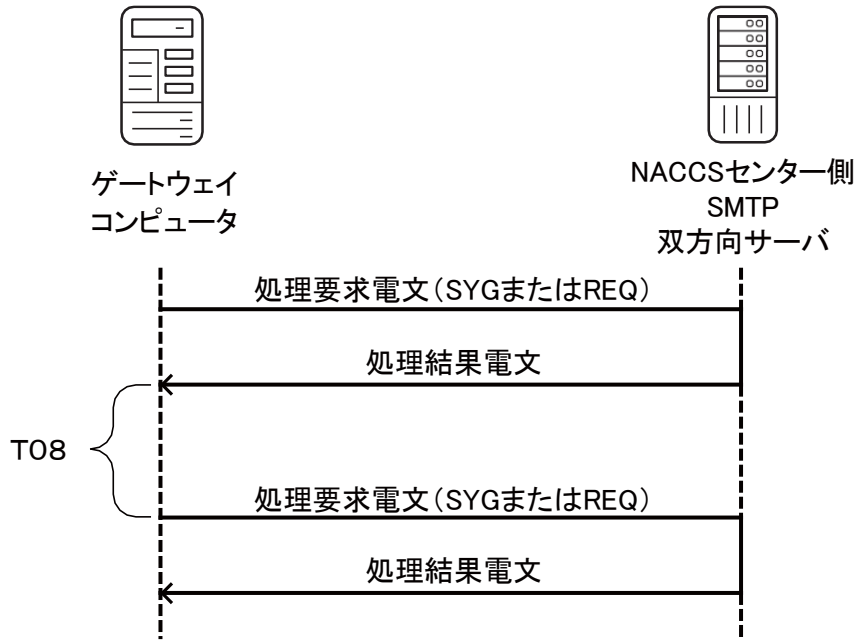 ゲートウェイ
コンピュータ
NACCSセンター側
SMTP
双方向サーバ
処理要求電文(SYGまたはREQ)
処理結果電文
TO8
処理要求電文(SYGまたはREQ)
処理結果電文